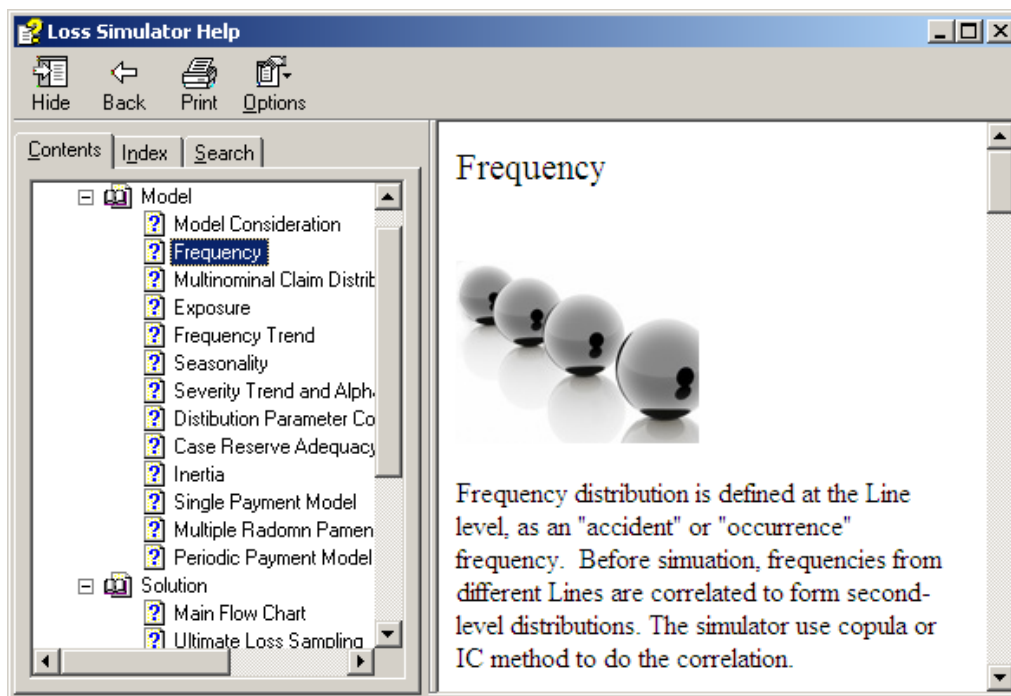 Loss Simulator Help
Hide Back Print Options
Contents Index Search
Model
Model Consideration
Frequency
Multinominal Claim Distrib
Exposure
Frequency Trend
Seasonality
Severity Trend and Alpha
Distibution Parameter Co
Case Reserve Adequacy
Inertia
Single Payment Model
Multiple Radomn Pamen
Periodic Payment Model
Solution
Main Flow Chart
Ultimate Loss Sampling
Frequency
Frequency distribution is defined at the Line
level, as an "accident" or "occurrence"
frequency.  Before simuation, frequencies from
different Lines are correlated to form second-
level distributions. The simulator use copula or
IC method to do the correlation.